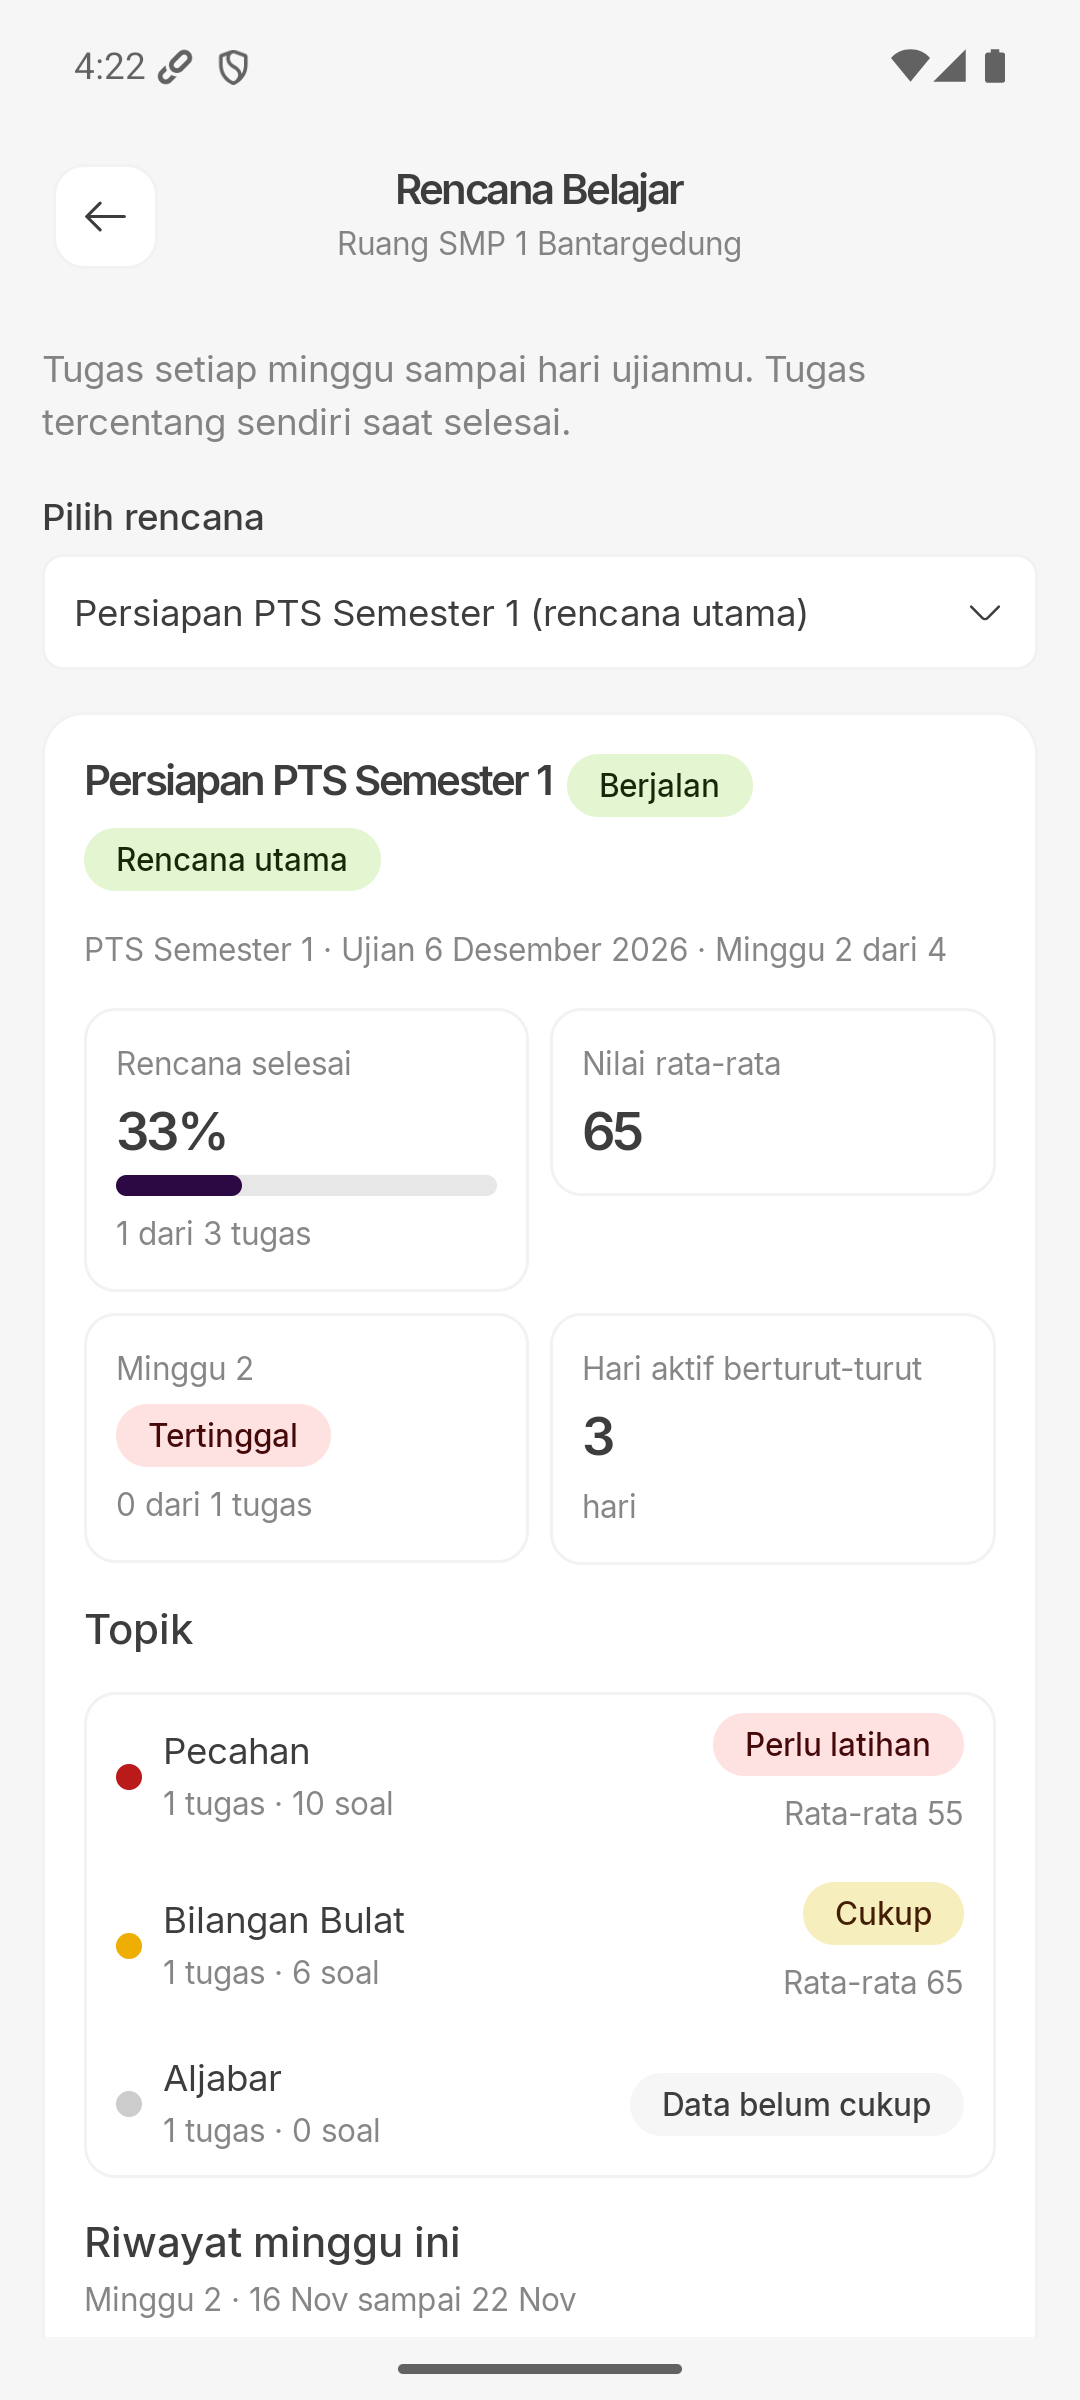 4:22
Rencana Belajar
Ruang SMP 1 Bantargedung
Tugas setiap minggu sampai hari ujianmu. Tugas
tercentang sendiri saat selesai.
Pilih rencana
Persiapan PTS Semester 1 (rencana utama)
Persiapan PTS Semester 1
Berjalan
Rencana utama
PTS Semester 1 · Ujian 6 Desember 2026 · Minggu 2 dari 4
Rencana selesai
33%
1 dari 3 tugas
Nilai rata-rata
65
Minggu 2
Tertinggal
0 dari 1 tugas
Hari aktif berturut-turut
3
hari
Topik
Pecahan
1 tugas · 10 soal
Perlu latihan
Rata-rata 55
Bilangan Bulat
1 tugas · 6 soal
Cukup
Rata-rata 65
Aljabar
1 tugas · 0 soal
Data belum cukup
Riwayat minggu ini
Minggu 2 · 16 Nov sampai 22 Nov